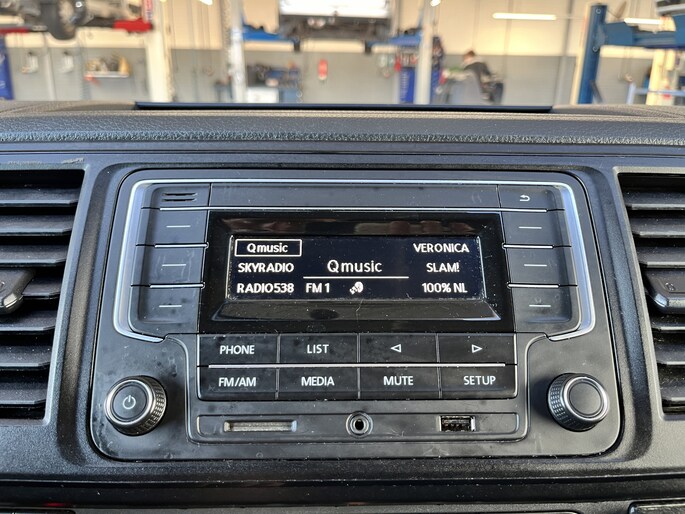 Qmusic VERONICA
SKYRADIO Qmusic SLAM!
RADIO538 FM 1 100% NL
PHONE LIST
FM/AM MEDIA MUTE SETUP